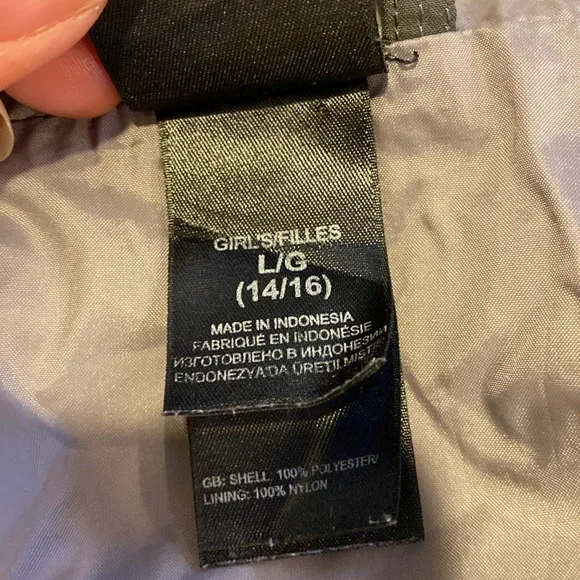 GIRL'S/FILLES
L/G
(14/16)
MADE IN INDONESIA
FABRIQUÉ EN INDONÉSIE
ИЗГОТОВЛЕНО В ИНДОНЕЗИИ
ENDONEZYA'DA ÜRETILMIŞTIR
GB: SHELL: 100% POLYESTER/
LINING: 100% NYLON